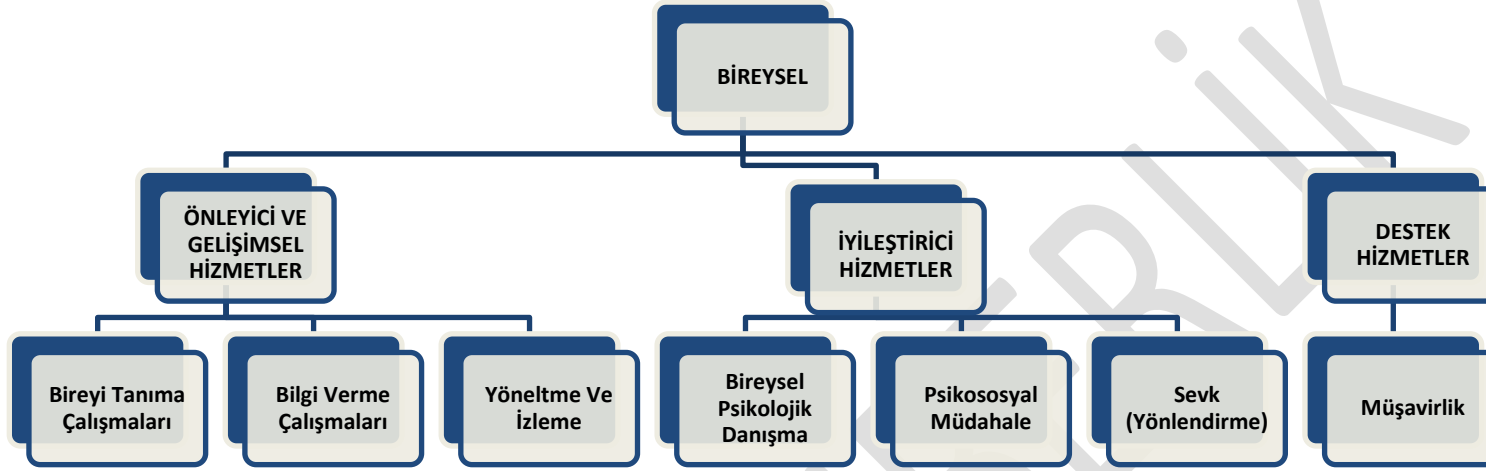 BİREYSEL
ÖNLEYİCİ VE
GELİŞİMSEL
HİZMETLER
İYİLEŞTİRİCİ
HİZMETLER
DESTEK
HİZMETLER
Bireyi Tanıma
Çalışmaları
Bilgi Verme
Çalışmaları
Yöneltme Ve
İzleme
Bireysel
Psikolojik
Danışma
Psikososyal
Müdahale
Sevk
(Yönlendirme)
Müşavirlik